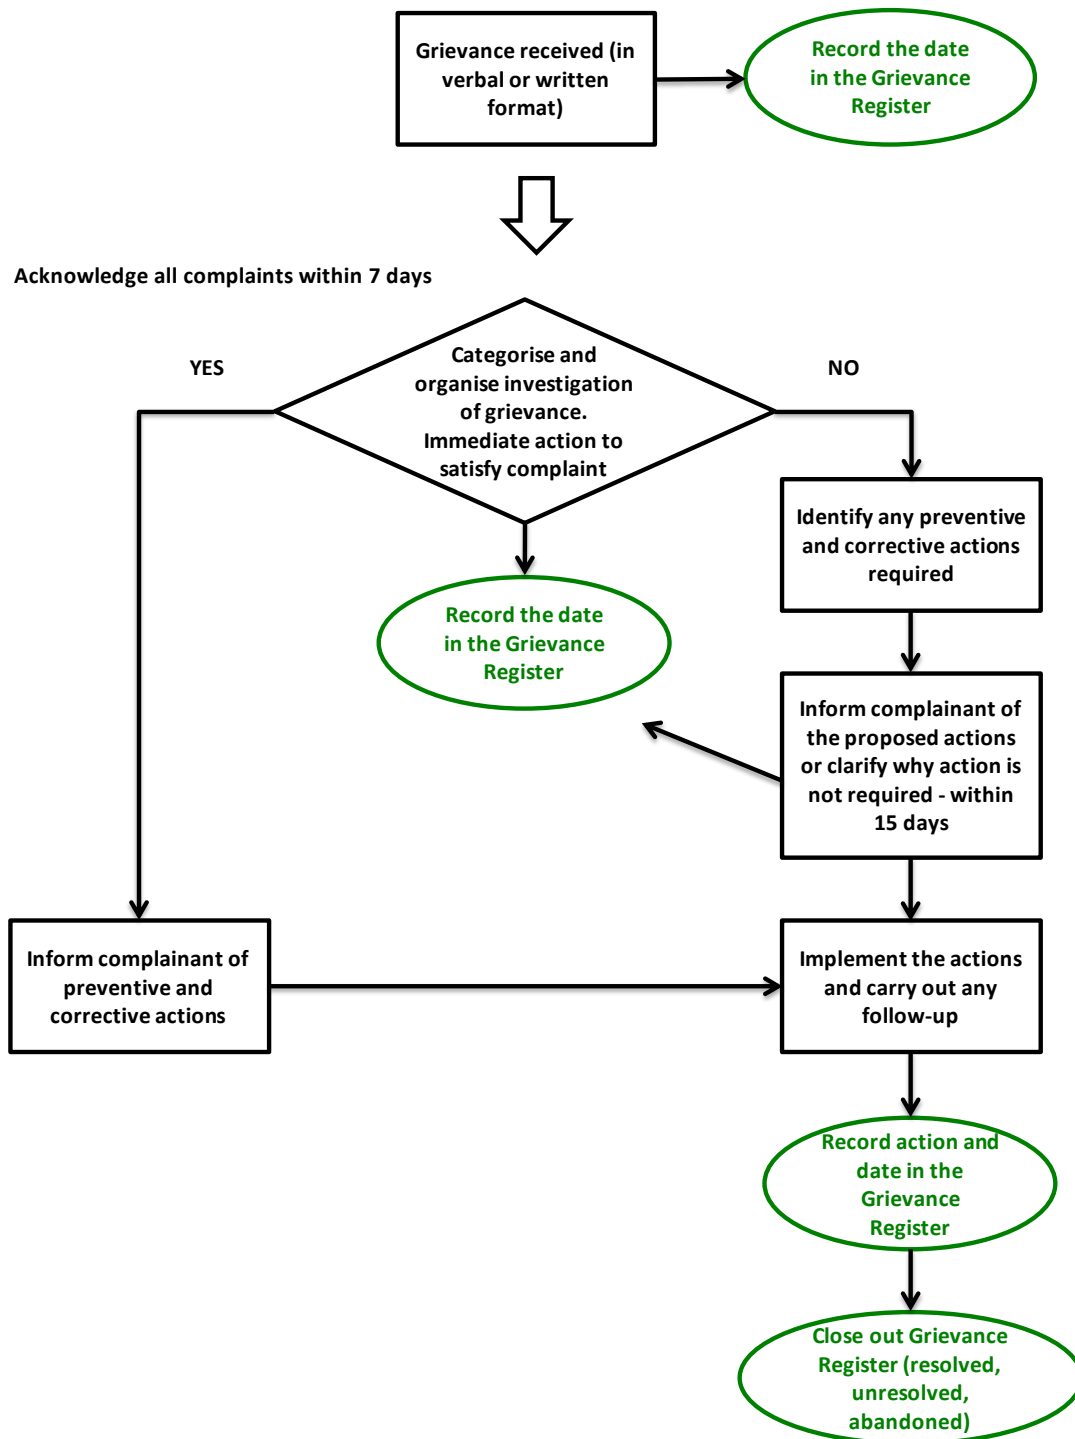 Grievance received (in
verbal or written
format)
Record the date
in the Grievance
Register
Acknowledge all complaints within 7 days
YES
Categorise and
organise investigation
of grievance.
Immediate action to
satisfy complaint
NO
Identify any preventive
and corrective actions
required
Record the date
in the Grievance
Register
Inform complainant of
the proposed actions
or clarify why action is
not required - within
15 days
Inform complainant of
preventive and
corrective actions
Implement the actions
and carry out any
follow-up
Record action and
date in the
Grievance
Register
Close out Grievance
Register (resolved,
unresolved,
abandoned)